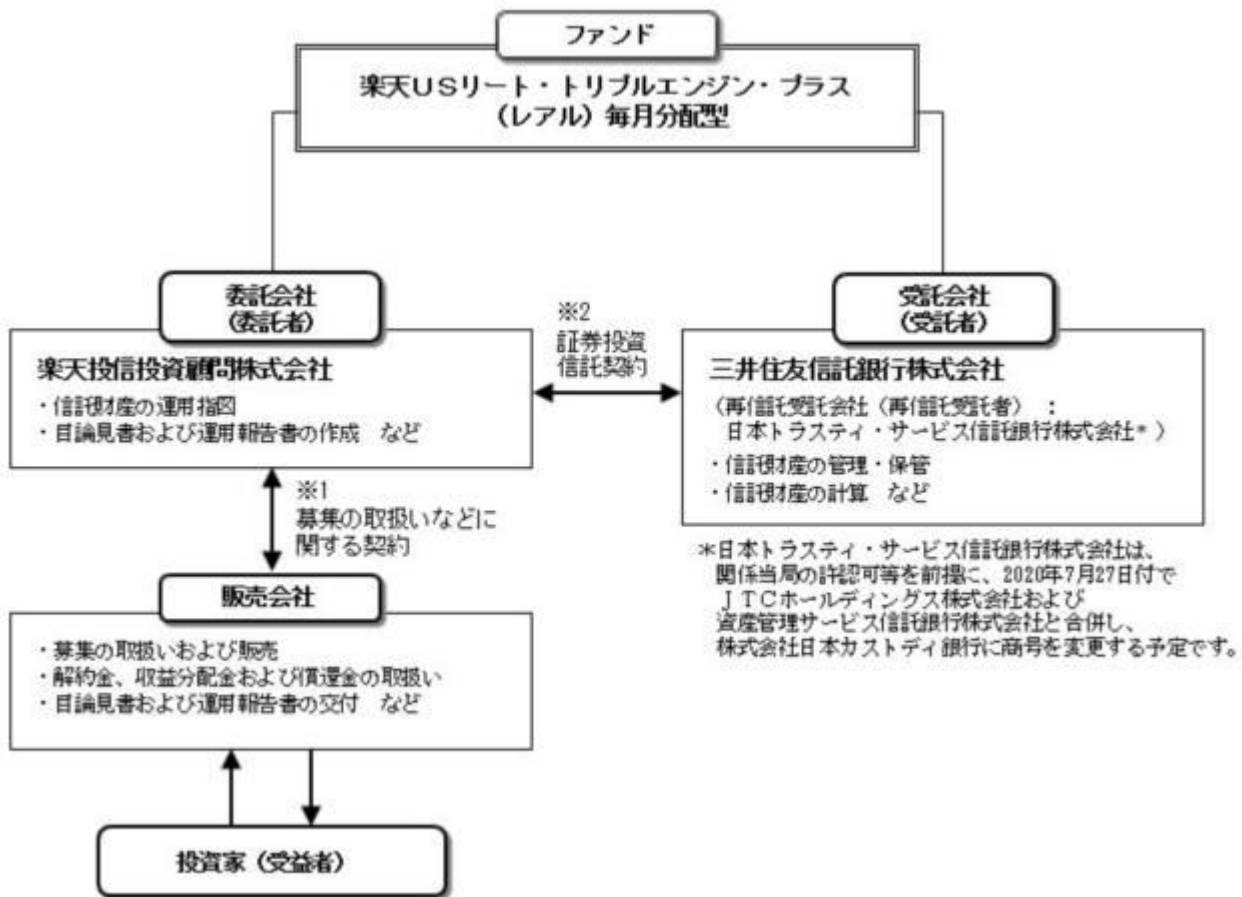 ファンド
楽天USリート・トリプルエンジン・プラス
(レアル)毎月分配型
委託会社
(委託者)
楽天投信投資顧問株式会社
・信託財産の運用指図
・目論見書および運用報告書の作成 など
※2
証券投資
信託契約
受託会社
(受託者)
三井住友信託銀行株式会社
(再信託受託会社(再信託受託者) :
日本トラスティ・サービス信託銀行株式会社* )
・信託財産の管理・保管
・信託財産の計算 など
※1
募集の取扱いなどに
関する契約
*日本トラスティ・サービス信託銀行株式会社は、
関係当局の許認可等を前提に、2020年7月27日付で
JTCホールディングス株式会社および
資産管理サービス信託銀行株式会社と合併し、
株式会社日本カストディ銀行に商号を変更する予定です。
販売会社
・募集の取扱いおよび販売
・解約金、収益分配金および償還金の取扱い
・目論見書および運用報告書の交付 など
投資家(受益者)